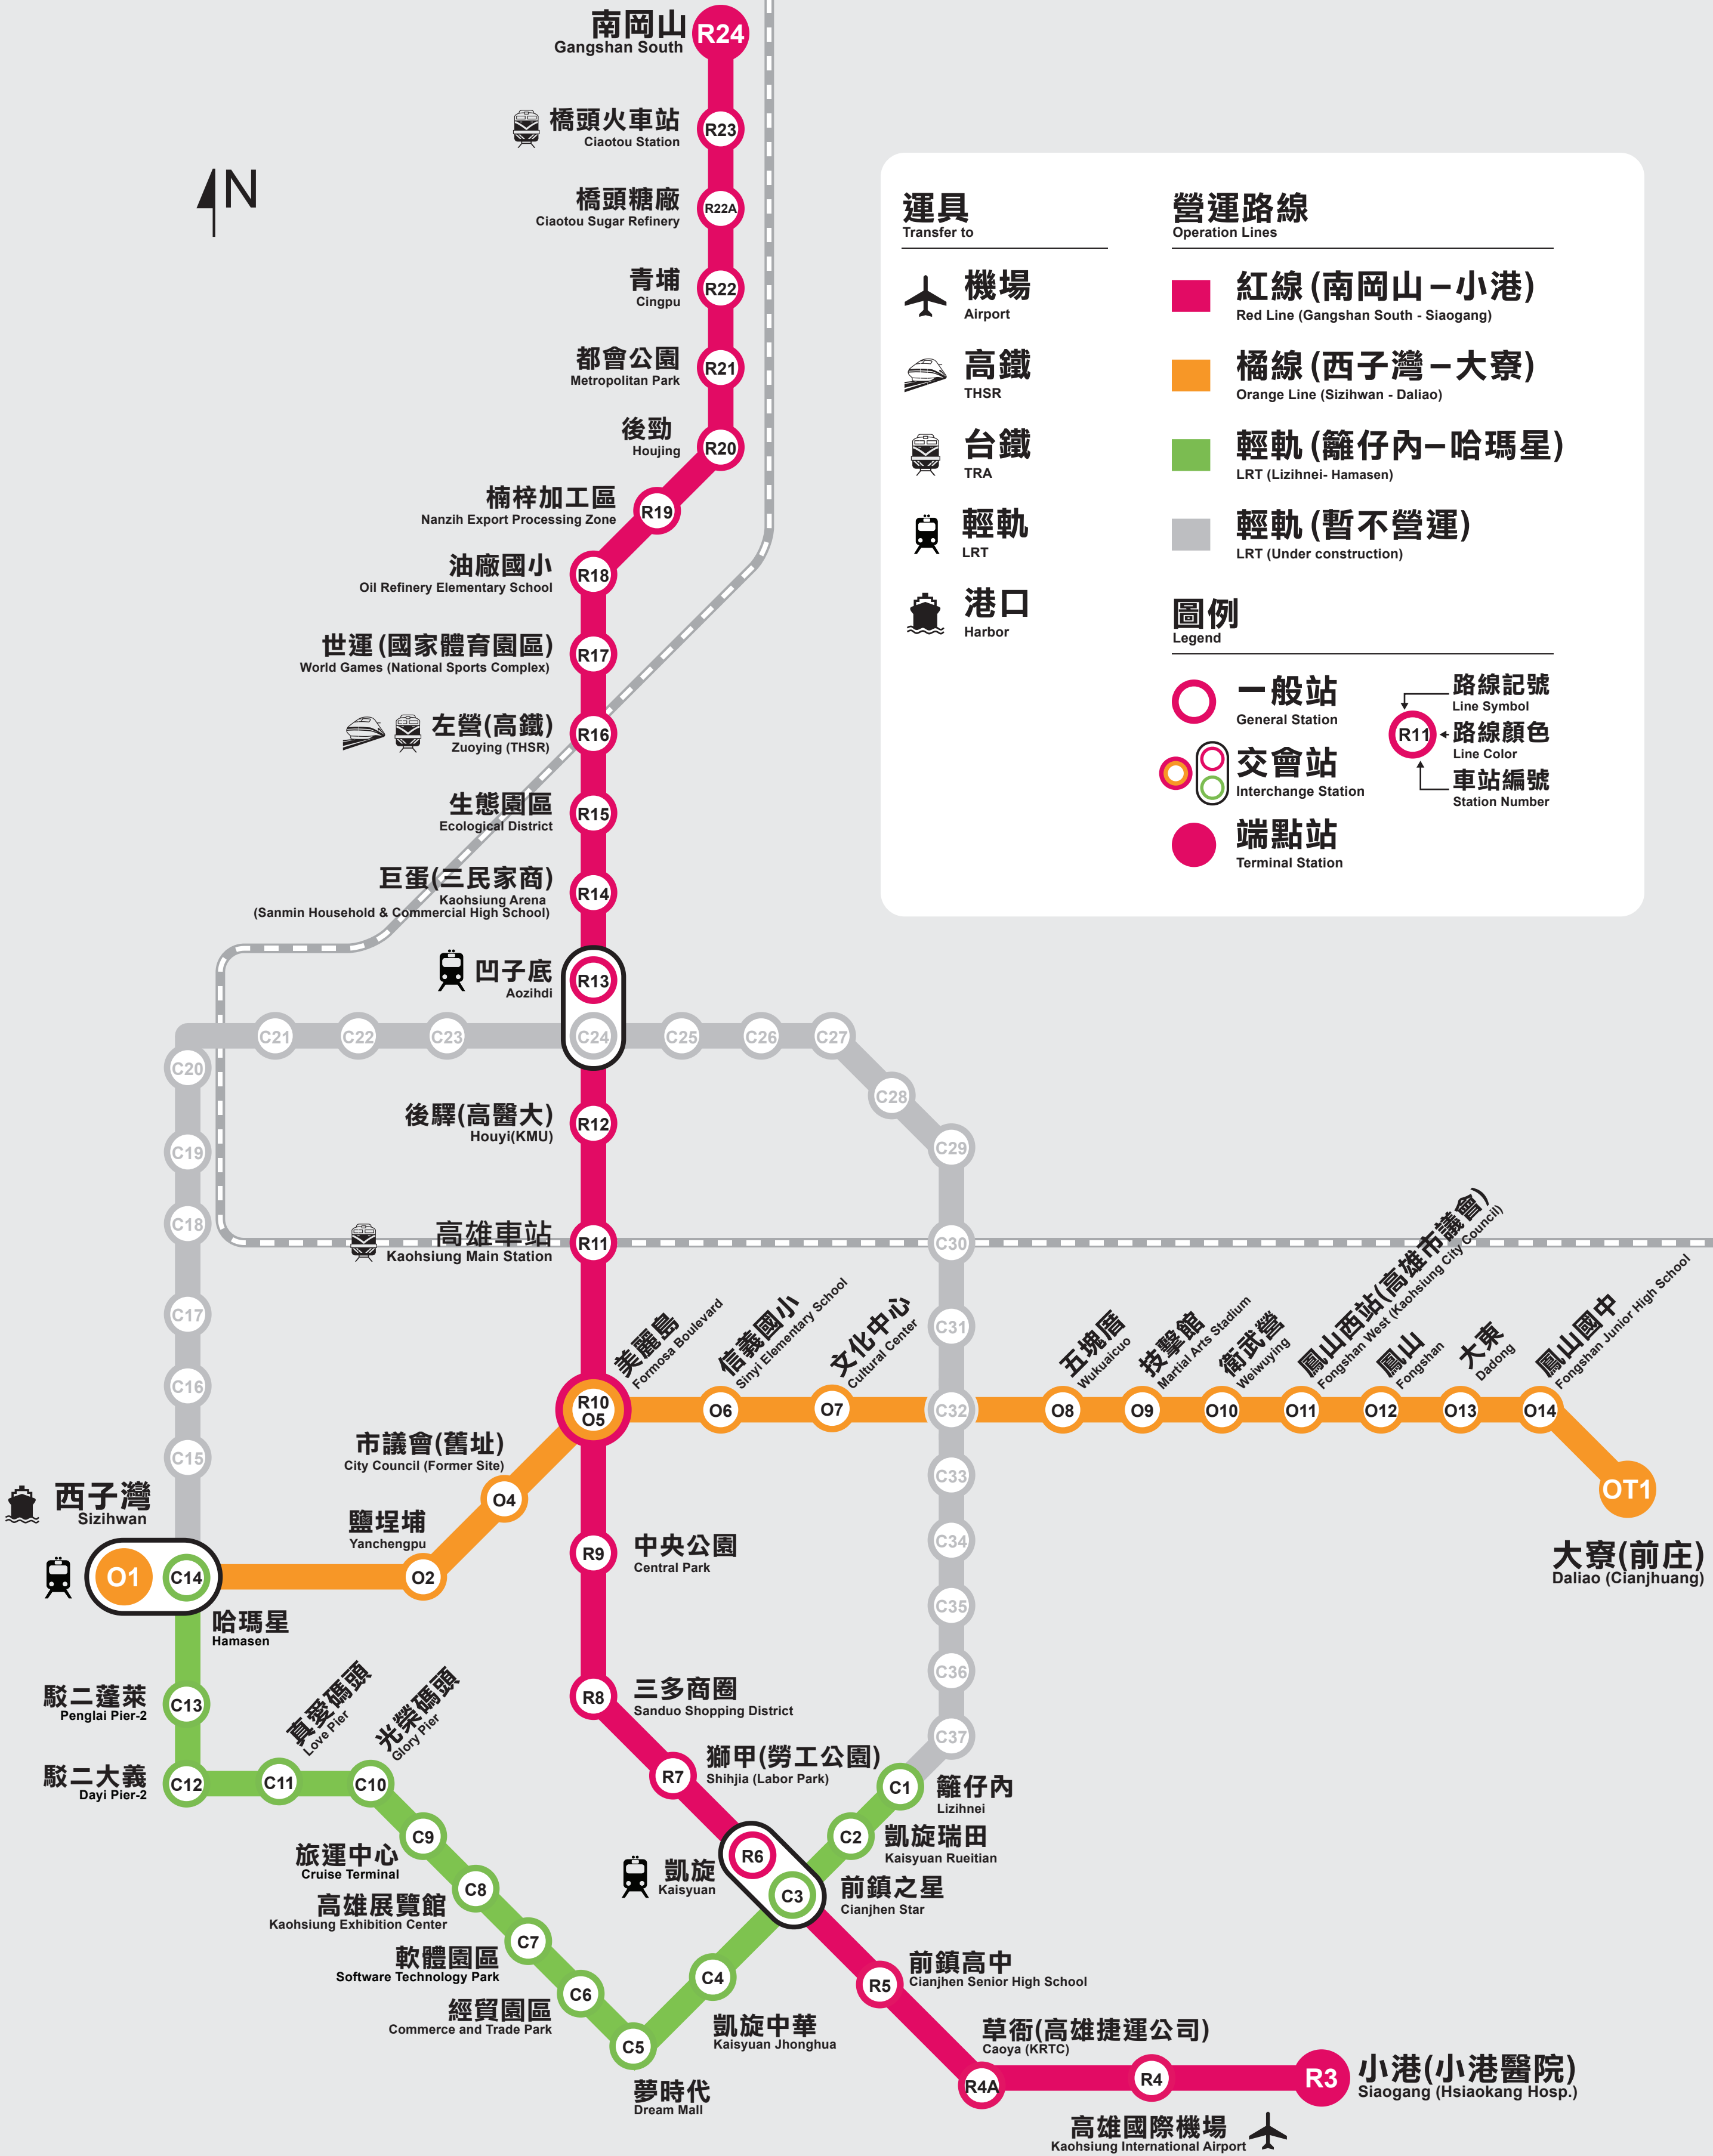 南岡山
Gangshan South
R24
橋頭火車站
Ciaotou Station
R23
橋頭糖廠
Ciaotou Sugar Refinery
R22A
青埔
Cingpu
R22
都會公園
Metropolitan Park
R21
後勁
Houjing
R20
楠梓加工區
Nanzih Export Processing Zone
R19
油廠國小
Oil Refinery Elementary School
R18
世運(國家體育園區)
World Games (National Sports Complex)
R17
左營(高鐵)
Zuoying (THSR)
R16
生態園區
Ecological District
R15
巨蛋(三民家商)
Kaohsiung Arena
(Sanmin Household & Commercial High School)
R14
凹子底
Aozihdi
R13
N
運具
Transfer to
機場
Airport
高鐵
THSR
台鐵
TRA
輕軌
LRT
港口
Harbor
營運路線
Operation Lines
紅線(南岡山－小港)
Red Line (Gangshan South - Siaogang)
橘線(西子灣－大寮)
Orange Line (Sizihwan - Daliao)
輕軌(籬仔內－哈瑪星)
LRT (Lizihnei- Hamasen)
輕軌(暫不營運)
LRT (Under construction)
圖例
Legend
一般站
General Station
交會站
Interchange Station
端點站
Terminal Station
R11
路線記號
Line Symbol
路線顏色
Line Color
車站編號
Station Number
C20
C21
C22
C23
C24
C25
C26
C27
C28
C29
C30
C31
C32
C33
C34
C35
C36
C37
C19
C18
C17
C16
C15
後驛(高醫大)
Houyi(KMU)
R12
高雄車站
Kaohsiung Main Station
R11
美麗島
Formosa Boulevard
R10
O5
信義國小
Sinyi Elementary School
O6
文化中心
Cultural Center
O7
五塊厝
Wukuaicuo
O8
技擊館
Martial Arts Stadium
O9
衛武營
Weiwuying
O10
鳳山西站(高雄市議會)
Fongshan West (Kaohsiung City Council)
O11
鳳山
Fongshan
O12
大東
Dadong
O13
鳳山國中
Fongshan Junior High School
O14
OT1
大寮(前庄)
Daliao (Cianjhuang)
市議會(舊址)
City Council (Former Site)
O4
鹽埕埔
Yanchengpu
O2
西子灣
Sizihwan
O1
C14
哈瑪星
Hamasen
駁二蓬萊
Penglai Pier-2
C13
駁二大義
Dayi Pier-2
C12
真愛碼頭
Love Pier
C11
光榮碼頭
Glory Pier
C10
旅運中心
Cruise Terminal
C9
高雄展覽館
Kaohsiung Exhibition Center
C8
軟體園區
Software Technology Park
C7
經貿園區
Commerce and Trade Park
C6
C5
夢時代
Dream Mall
C4
凱旋中華
Kaisyuan Jhonghua
C3
前鎮之星
Cianjhen Star
C2
凱旋瑞田
Kaisyuan Rueitian
C1
籬仔內
Lizihnei
R9
中央公園
Central Park
R8
三多商圈
Sanduo Shopping District
R7
獅甲(勞工公園)
Shihjia (Labor Park)
R6
凱旋
Kaisyuan
R5
前鎮高中
Cianjhen Senior High School
R4A
草衙(高雄捷運公司)
Caoya (KRTC)
R4
高雄國際機場
Kaohsiung International Airport
R3
小港(小港醫院)
Siaogang (Hsiaokang Hosp.)